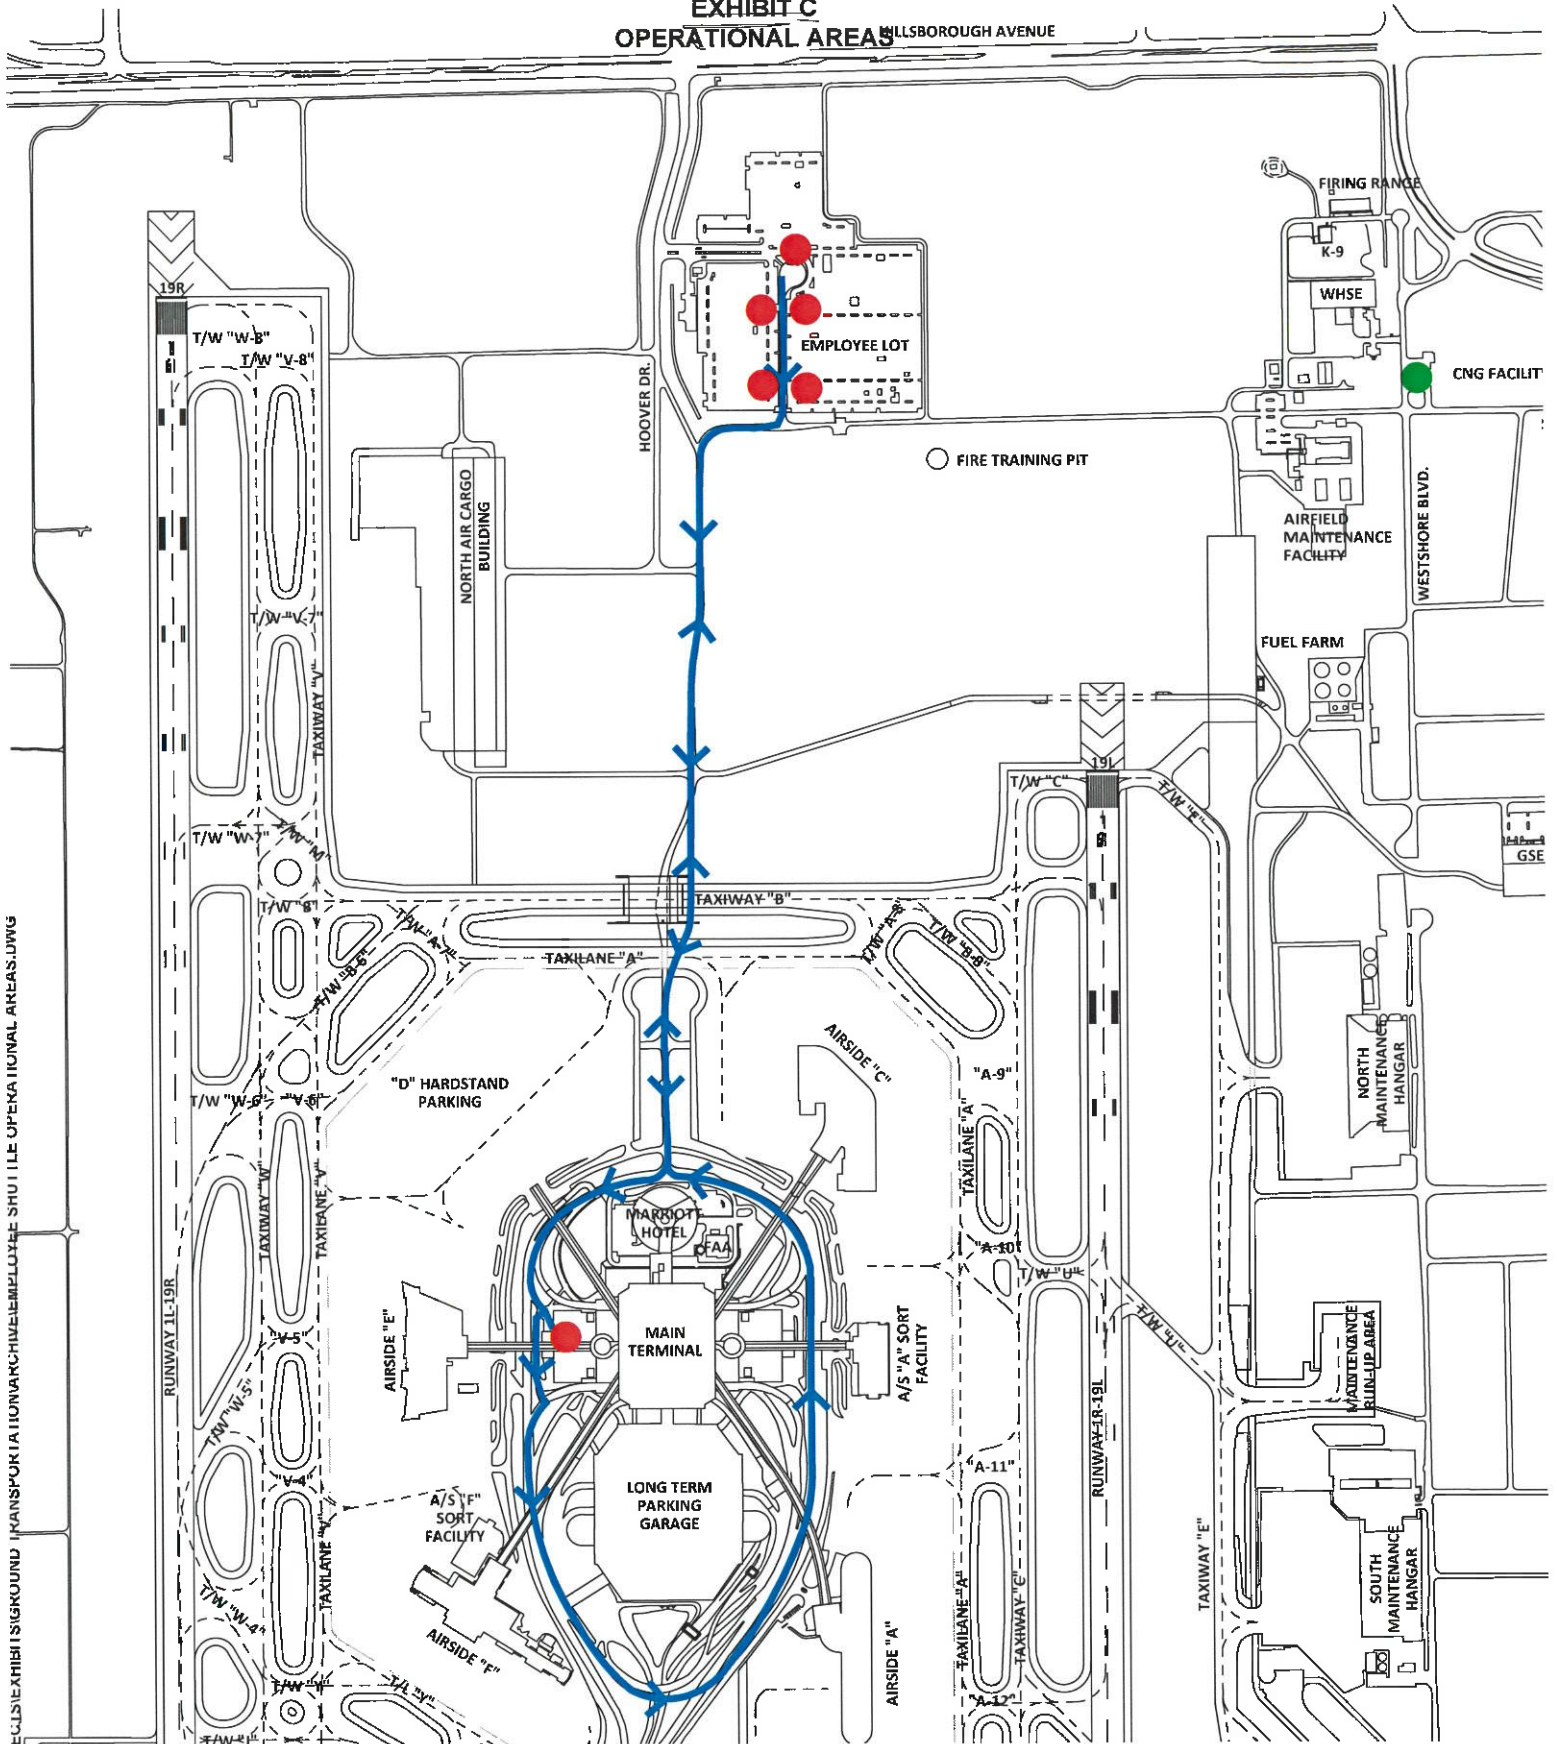 EXHIBIT C
OPERATIONAL AREAS
HILLSBOROUGH AVENUE
FIRING RANGE
K-9
WHSE
19R
T/W "W-8"
T/W "V-8"
EMPLOYEE LOT
HOOVER DR.
CNG FACILIT
FIRE TRAINING PIT
NORTH AIR CARGO
BUILDING
AIRFIELD
MAINTENANCE
FACILITY
WESTSHORE BLVD.
T/W "V-7"
FUEL FARM
TAXIWAY "V"
19L
T/W "C"
T/W "E"
T/W "W-7"
T/W "M"
GSE
T/W "B"
TAXIWAY "B"
T/W "A-7"
T/W "A-8"
T/W "B-8"
T/W "B-6"
TAXILANE "A"
AIRSIDE "C"
"D" HARDSTAND
PARKING
"A-9"
NORTH
MAINTENANCE
HANGAR
T/W "W-6"
"V-6"
TAXILANE "A"
TAXIWAY "W"
TAXILANE "V"
MARRIOTT
HOTEL
FAA
"A-10"
T/W "U"
T/W "U"
RUNWAY 1L-19R
AIRSIDE "E"
MAIN
TERMINAL
A/S "A" SORT
FACILITY
MAINTENANCE
RUN-UP AREA
"V-5"
T/W "W-5"
RUNWAY 1R-19L
"A-11"
"V-4"
A/S "F"
SORT
FACILITY
LONG TERM
PARKING
GARAGE
TAXILANE "V"
TAXIWAY "E"
SOUTH
MAINTENANCE
HANGAR
T/W "W-4"
AIRSIDE "F"
AIRSIDE "A"
TAXILANE "A"
TAXIWAY "C"
T/L "Y"
"A-12"
EMPLOYEE SHUTTLE OPERATIONAL AREAS.DWG